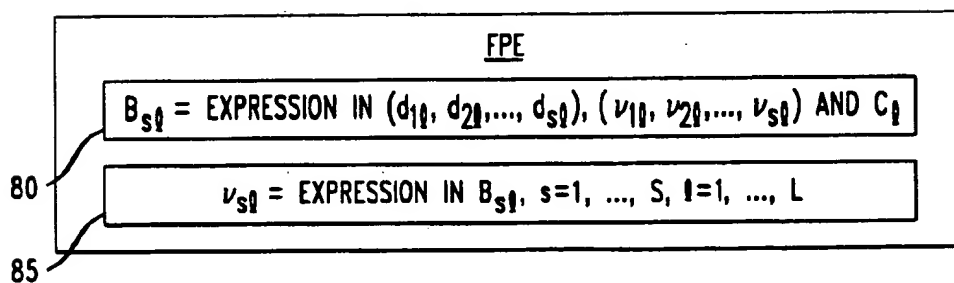 FPE
B_sℓ = EXPRESSION IN (d_1ℓ, d_2ℓ,..., d_sℓ), (ν_1ℓ, ν_2ℓ,..., ν_sℓ) AND C_ℓ
80
ν_sℓ = EXPRESSION IN B_sℓ, s=1, ..., S, ℓ=1, ..., L
85